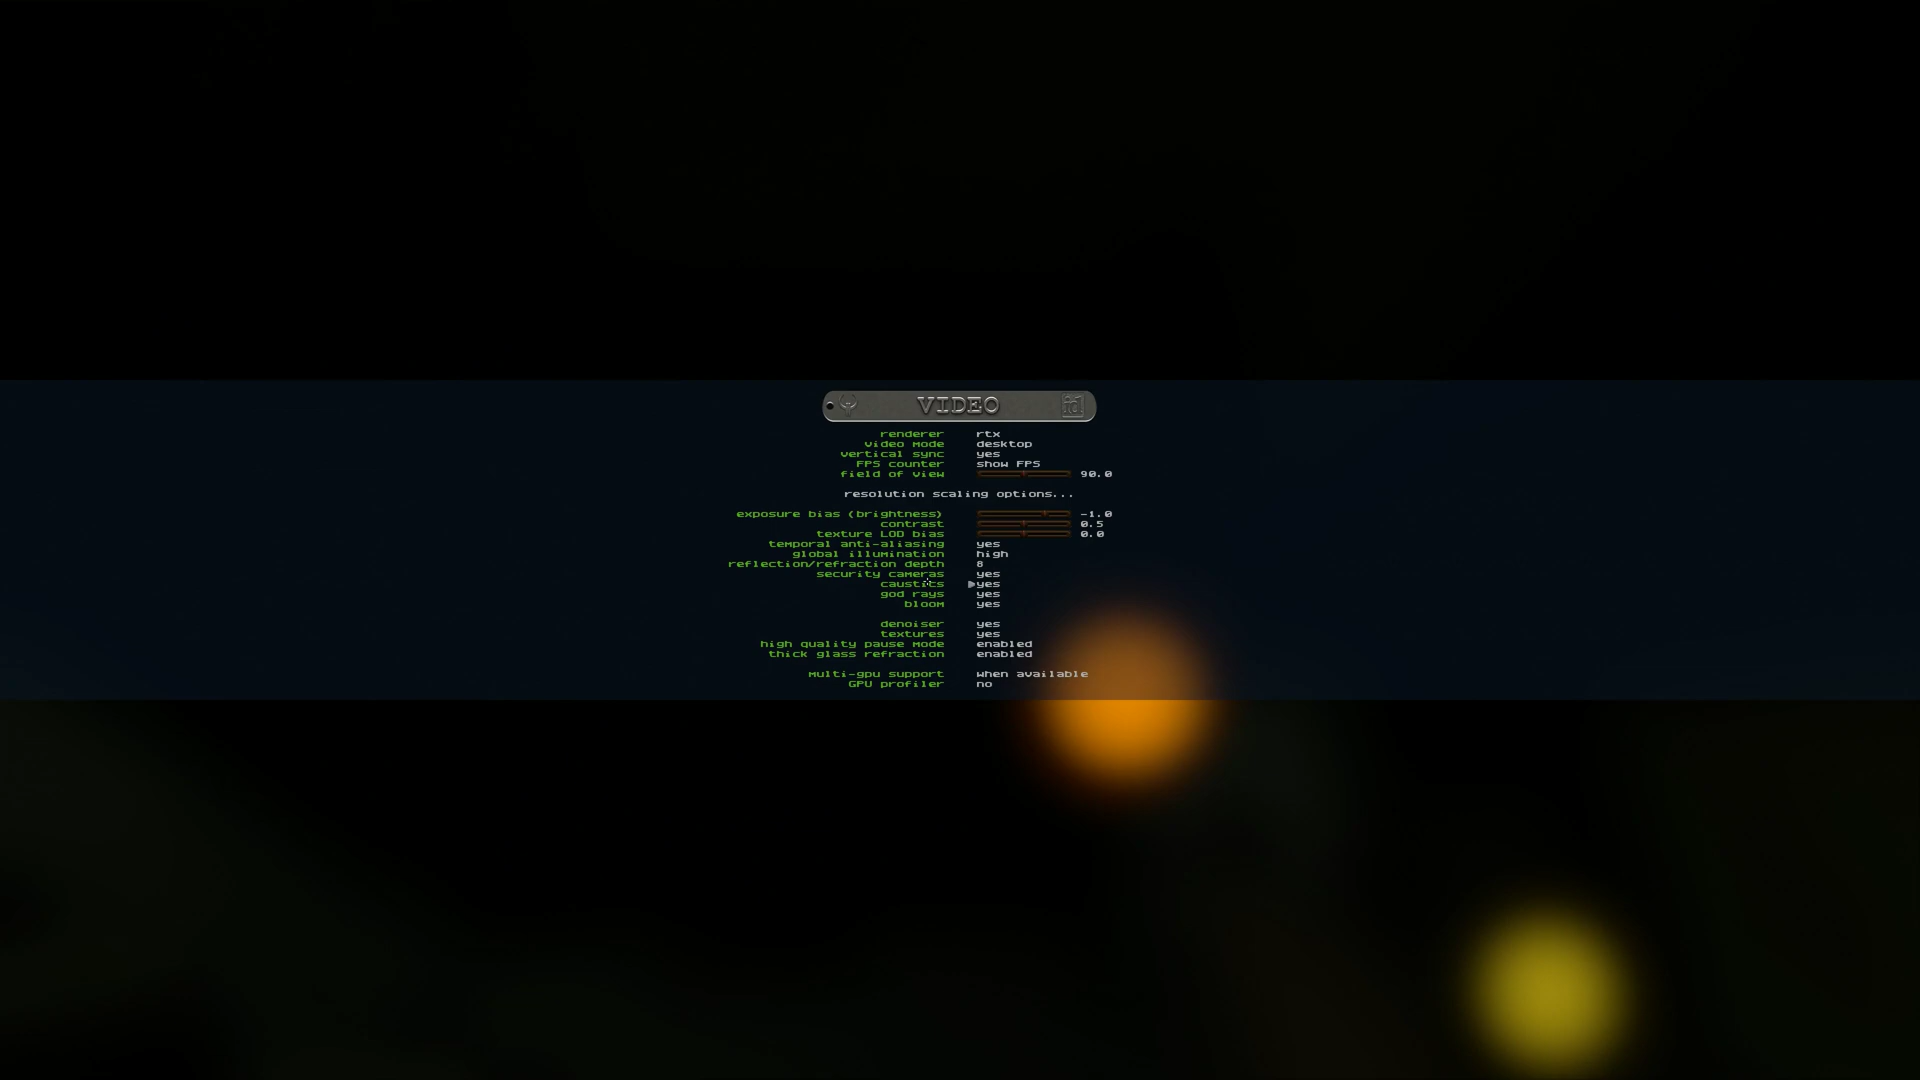 VIDEO id
renderer rtx
video mode desktop
vertical sync yes
FPS counter show FPS
field of view 90.0
resolution scaling options...
exposure bias (brightness) -1.0
contrast 0.5
texture LOD bias 0.0
temporal anti-aliasing yes
global illumination high
reflection/refraction depth 8
security cameras yes
caustics yes
god rays yes
bloom yes
denoiser yes
textures yes
high quality pause mode enabled
thick glass refraction enabled
multi-gpu support when available
GPU profiler no